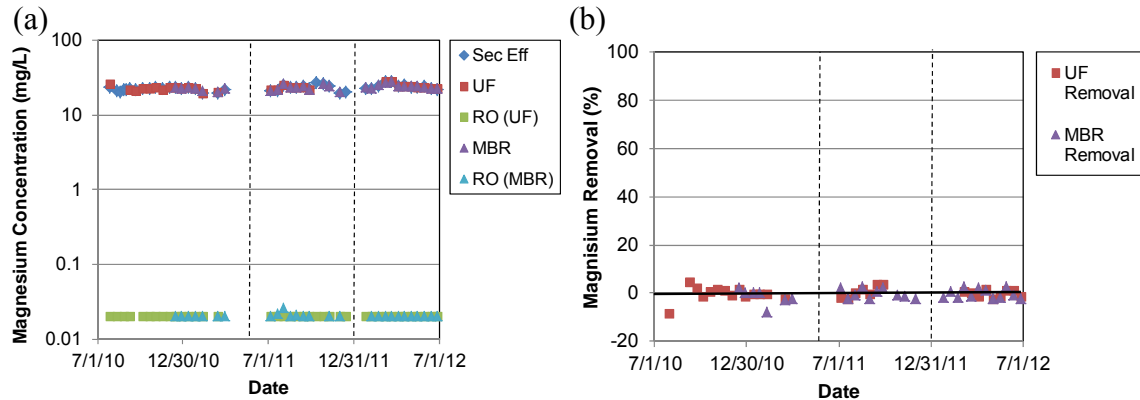 (a)
Magnesium Concentration (mg/L)
100
10
1
0.1
0.01
7/1/10
12/30/10
7/1/11
12/31/11
7/1/12
Date
Sec Eff
UF
RO (UF)
MBR
RO (MBR)
(b)
Magnisium Removal (%)
100
80
60
40
20
0
-20
7/1/10
12/30/10
7/1/11
12/31/11
7/1/12
Date
UF
Removal
MBR
Removal